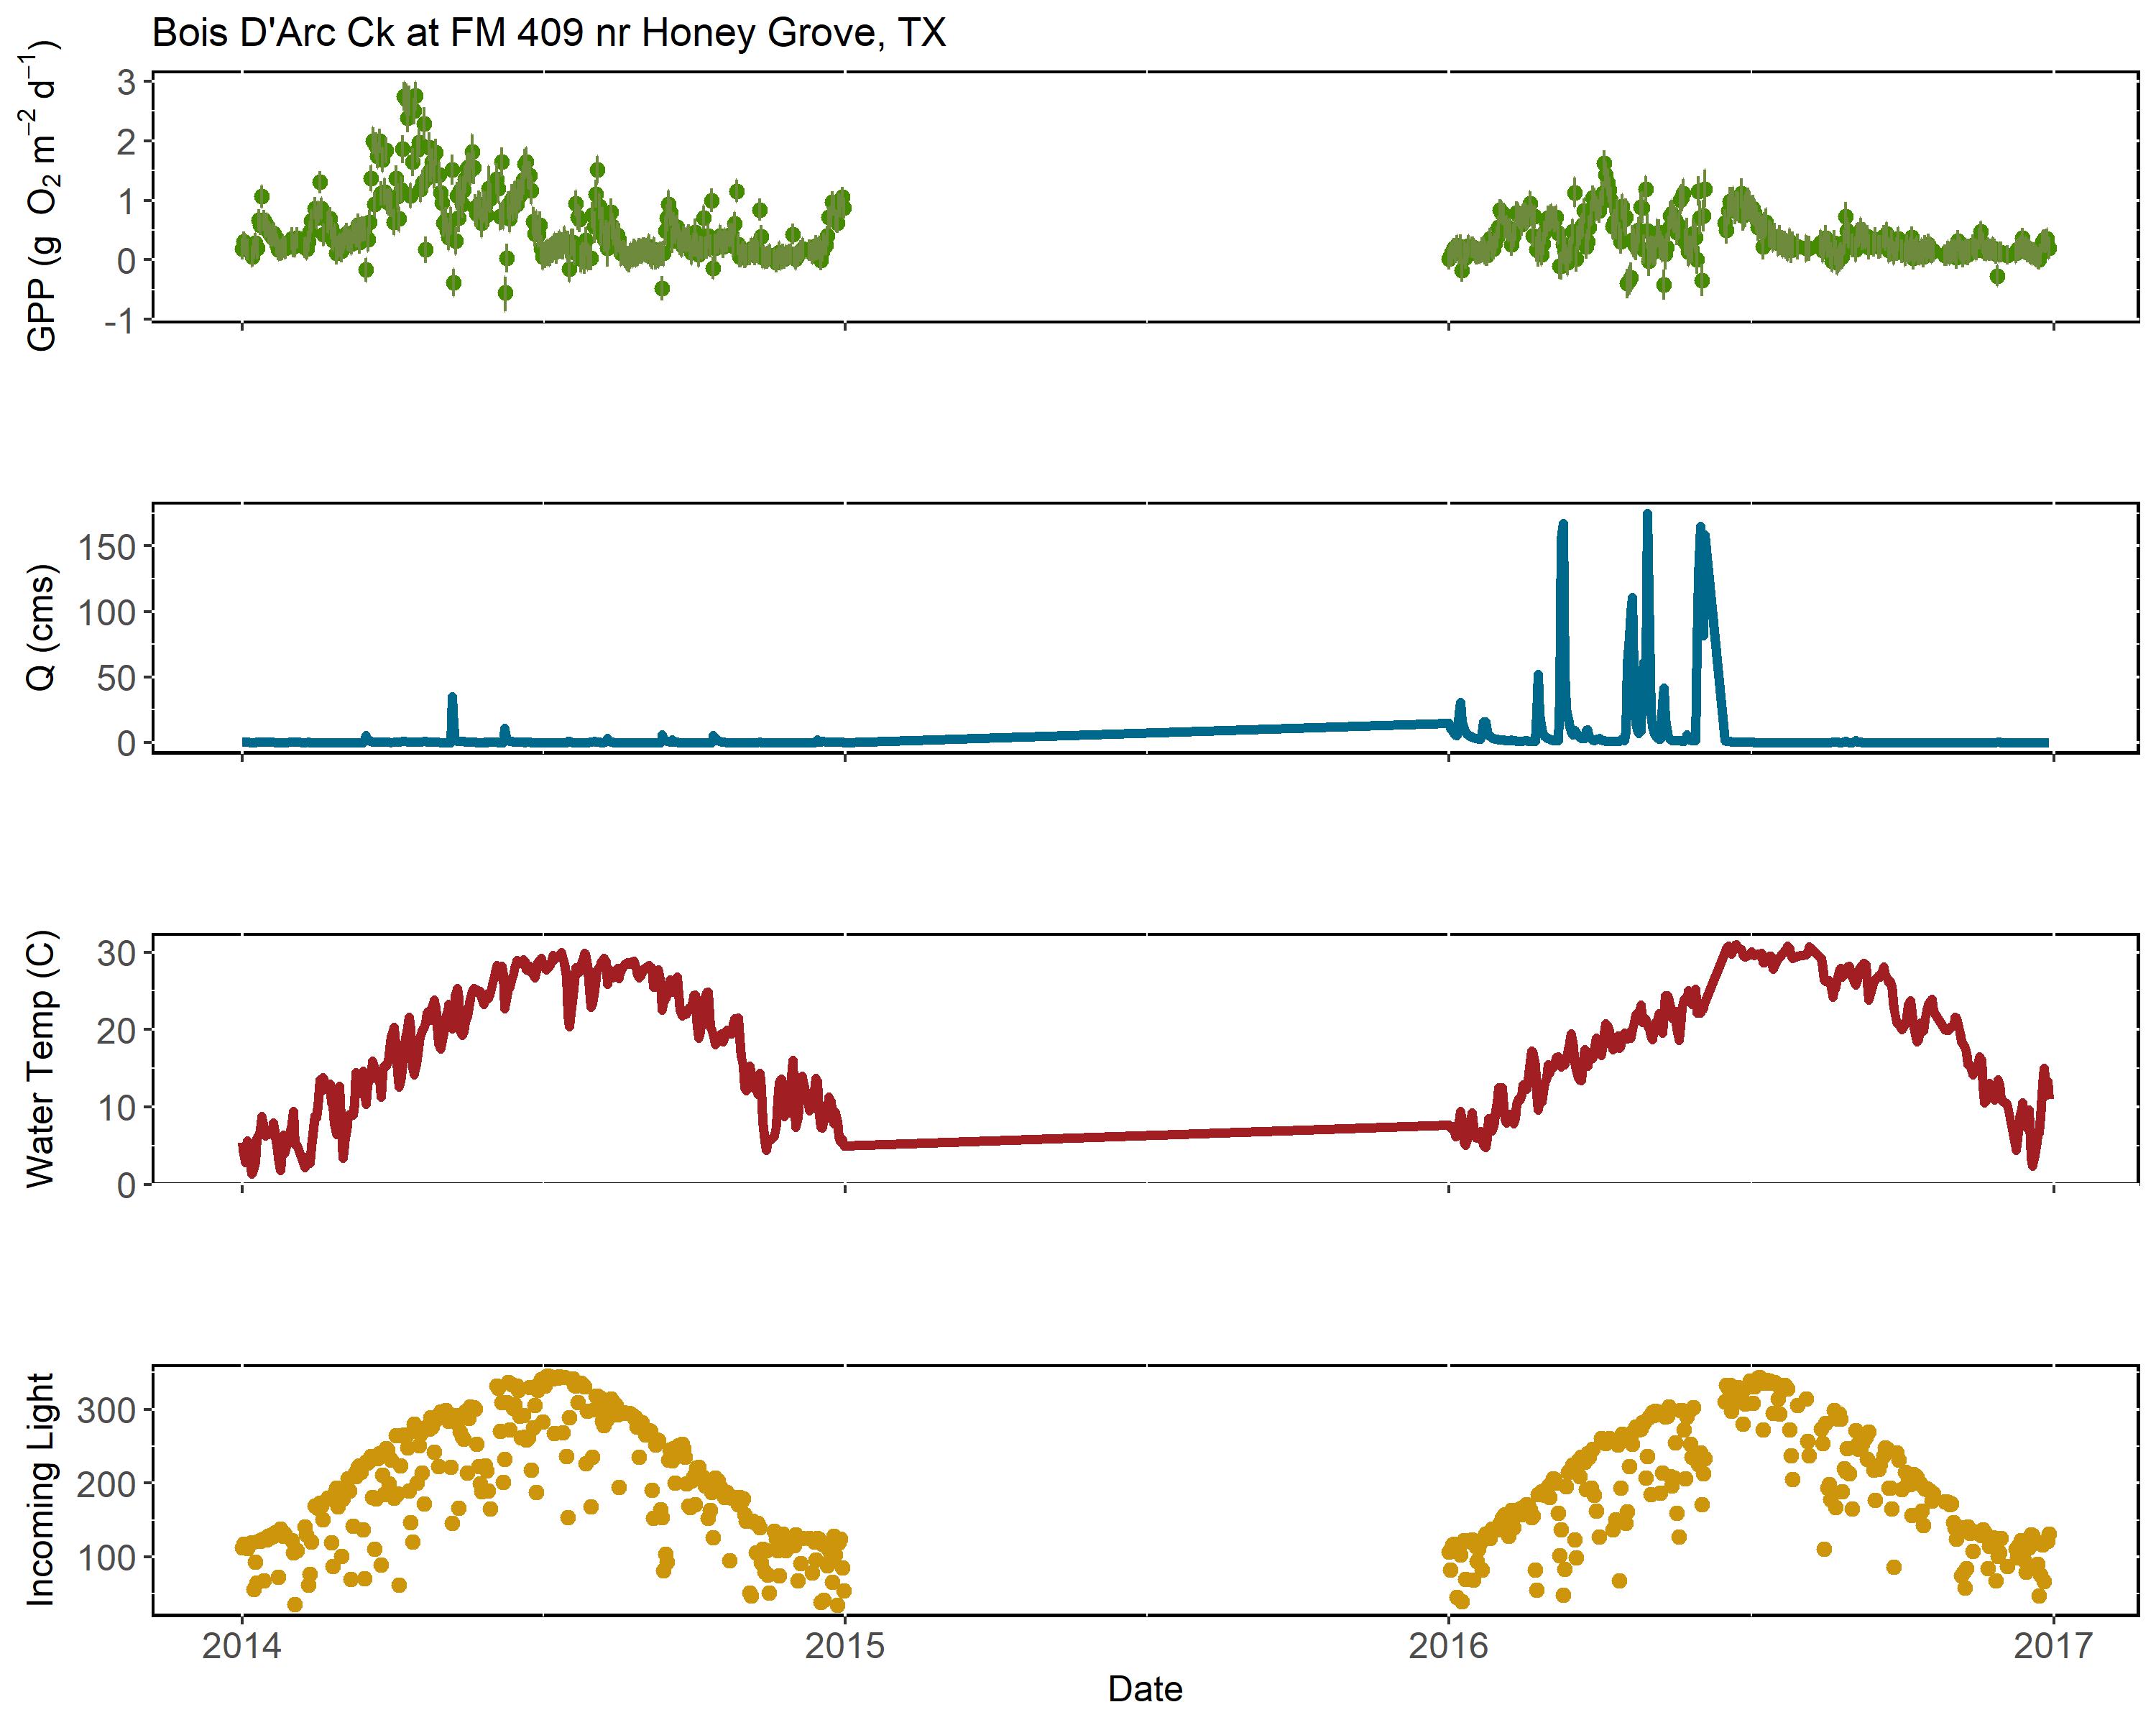 Bois D'Arc Ck at FM 409 nr Honey Grove, TX
GPP (g O₂ m⁻² d⁻¹)
3
2
1
0
-1
Q (cms)
150
100
50
0
Water Temp (C)
30
20
10
0
Incoming Light
300
200
100
2014 2015 2016 2017
Date